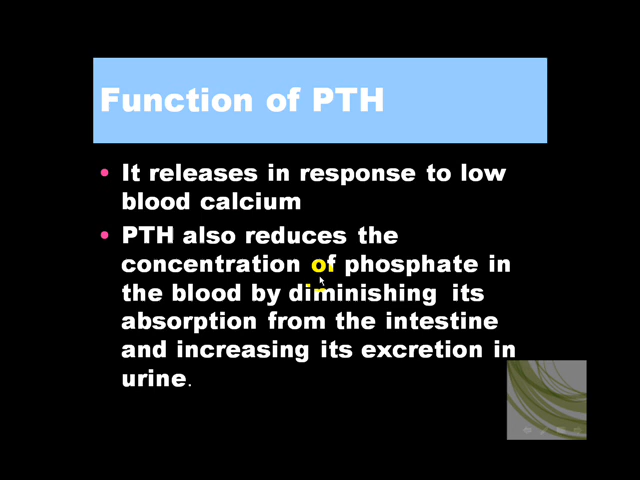 Function of PTH
• It releases in response to low
blood calcium
• PTH also reduces the
concentration of phosphate in
the blood by diminishing its
absorption from the intestine
and increasing its excretion in
urine.